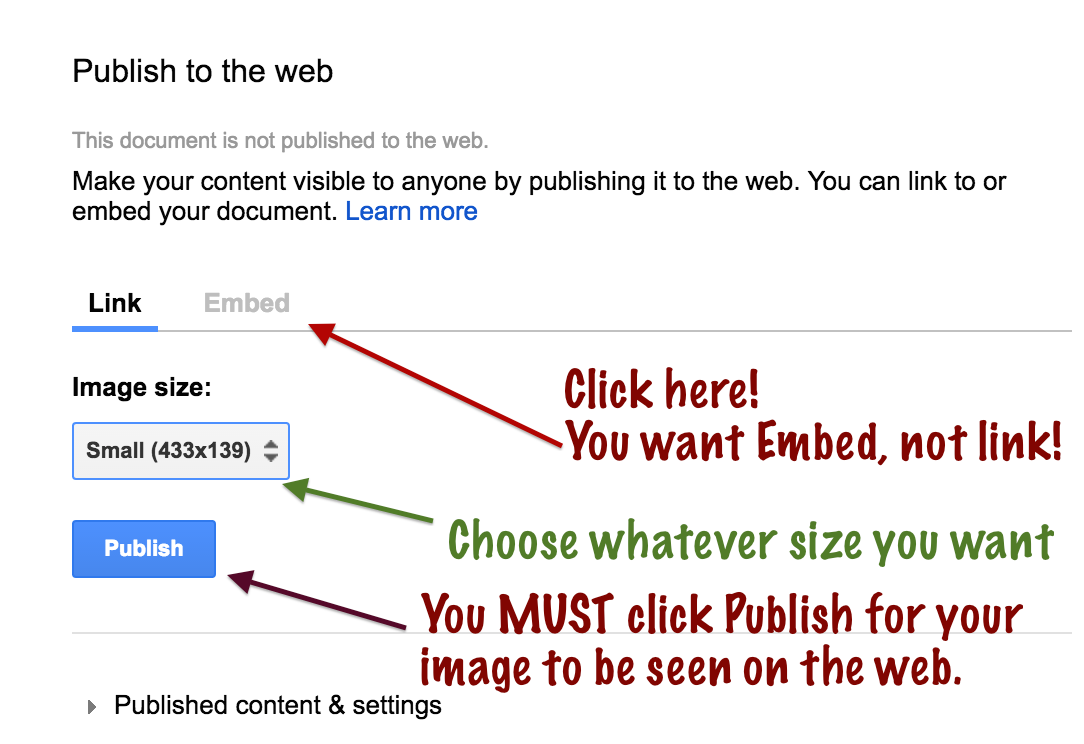 Publish to the web
This document is not published to the web.
Make your content visible to anyone by publishing it to the web. You can link to or
embed your document. Learn more
Link Embed
Image size:
Click here!
You want Embed, not link!
Small (433x139)
Choose whatever size you want
Publish
You MUST click Publish for your
image to be seen on the web.
Published content & settings